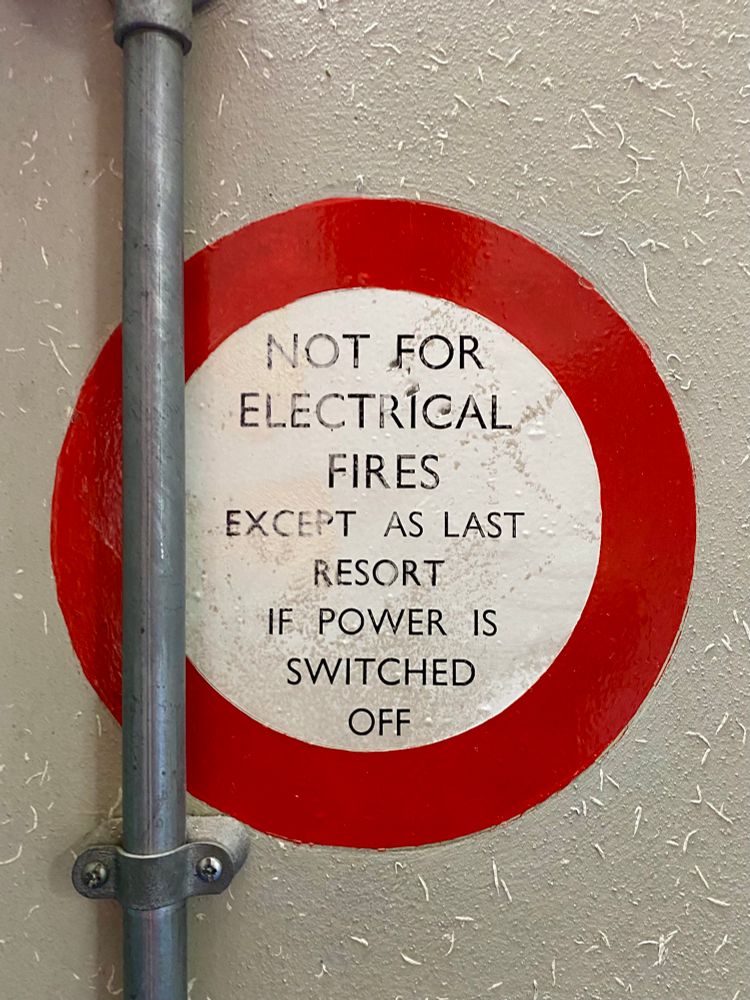 NOT FOR
ELECTRICAL
FIRES
EXCEPT AS LAST
RESORT
IF POWER IS
SWITCHED
OFF